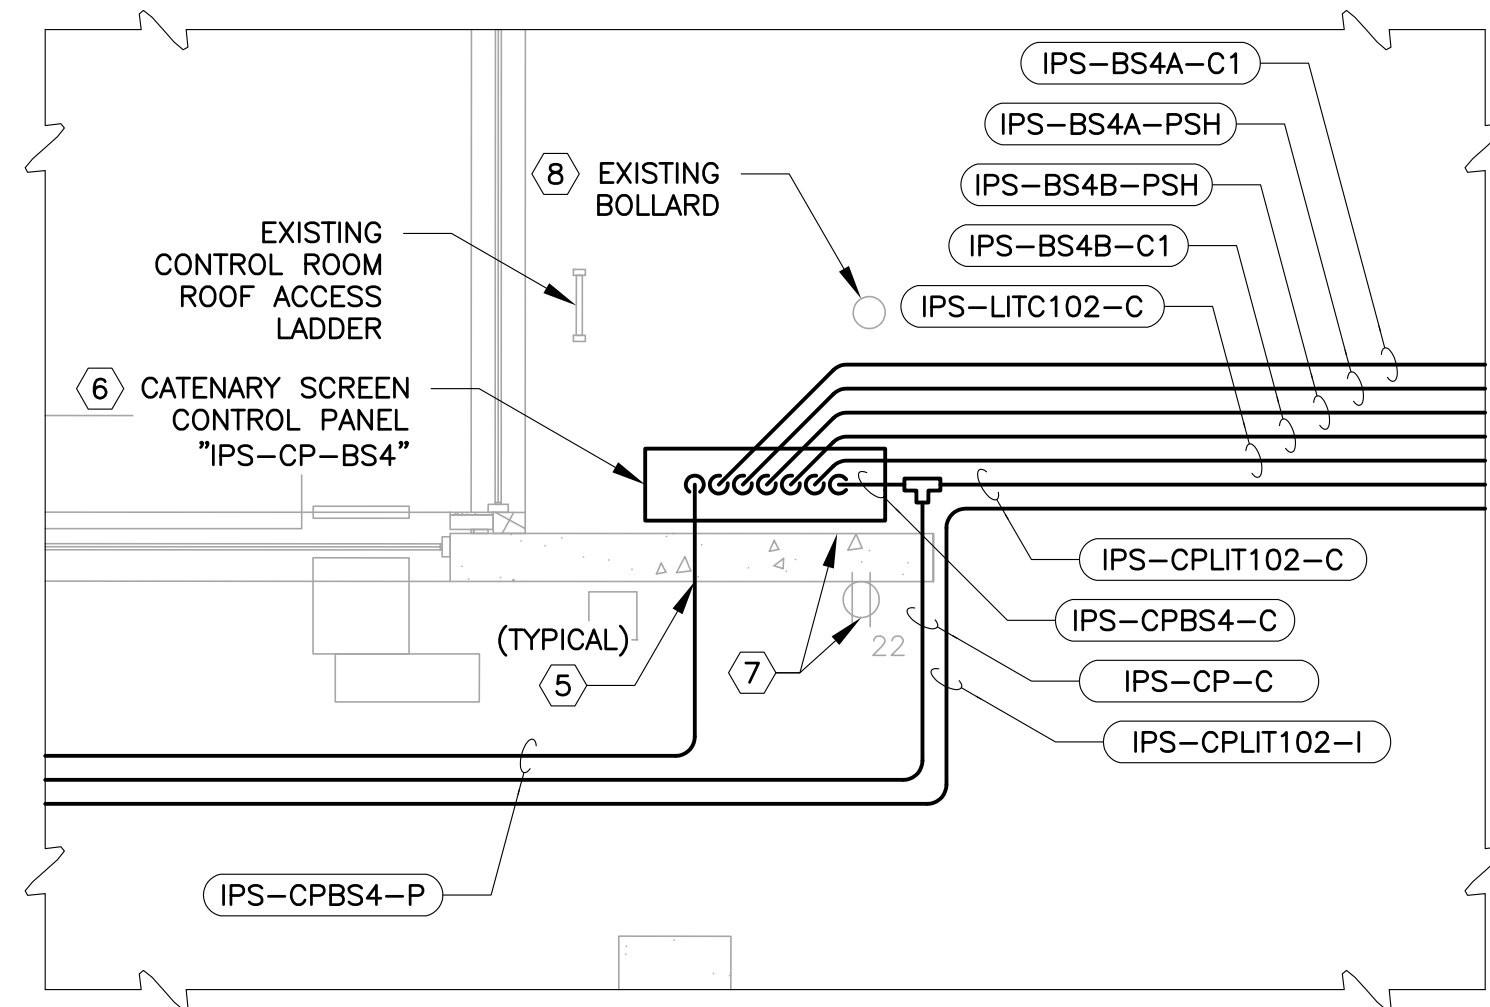 IPS-BS4A-C1
IPS-BS4A-PSH
8 EXISTING
BOLLARD
IPS-BS4B-PSH
IPS-BS4B-C1
EXISTING
CONTROL ROOM
ROOF ACCESS
LADDER
IPS-LITC102-C
6 CATENARY SCREEN
CONTROL PANEL
"IPS-CP-BS4"
IPS-CPLIT102-C
IPS-CPBS4-C
(TYPICAL)
5
7
22
IPS-CP-C
IPS-CPLIT102-I
IPS-CPBS4-P